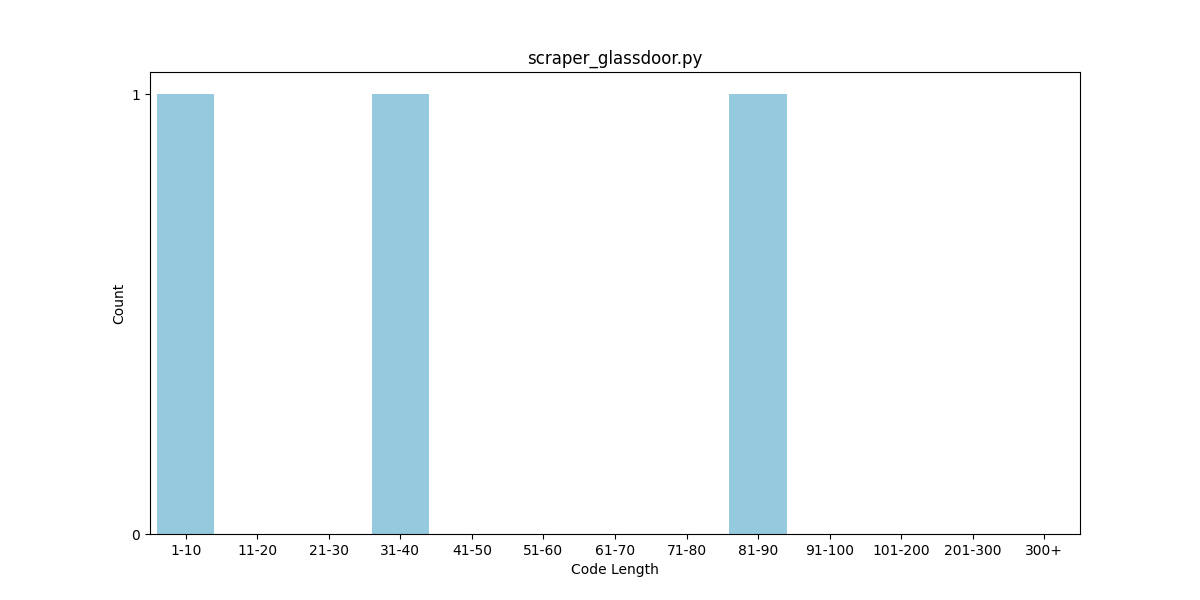 scraper_glassdoor.py
1
0
Count
1-10 11-20 21-30 31-40 41-50 51-60 61-70 71-80 81-90 91-100 101-200 201-300 300+
Code Length